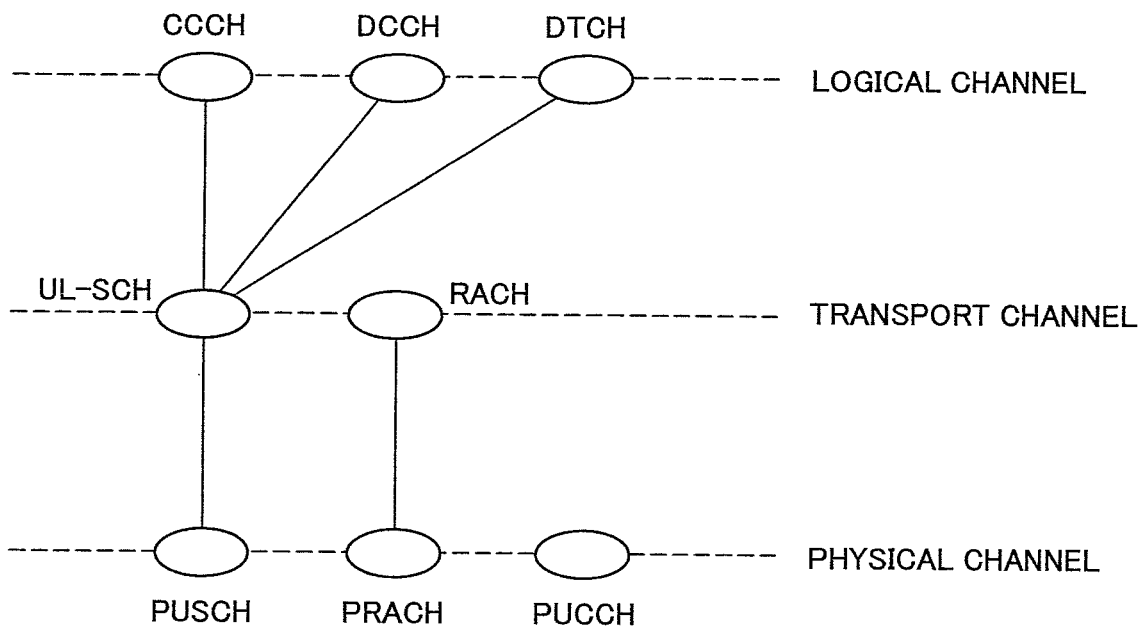 CCCH DCCH DTCH
LOGICAL CHANNEL
UL-SCH RACH
TRANSPORT CHANNEL
PHYSICAL CHANNEL
PUSCH PRACH PUCCH